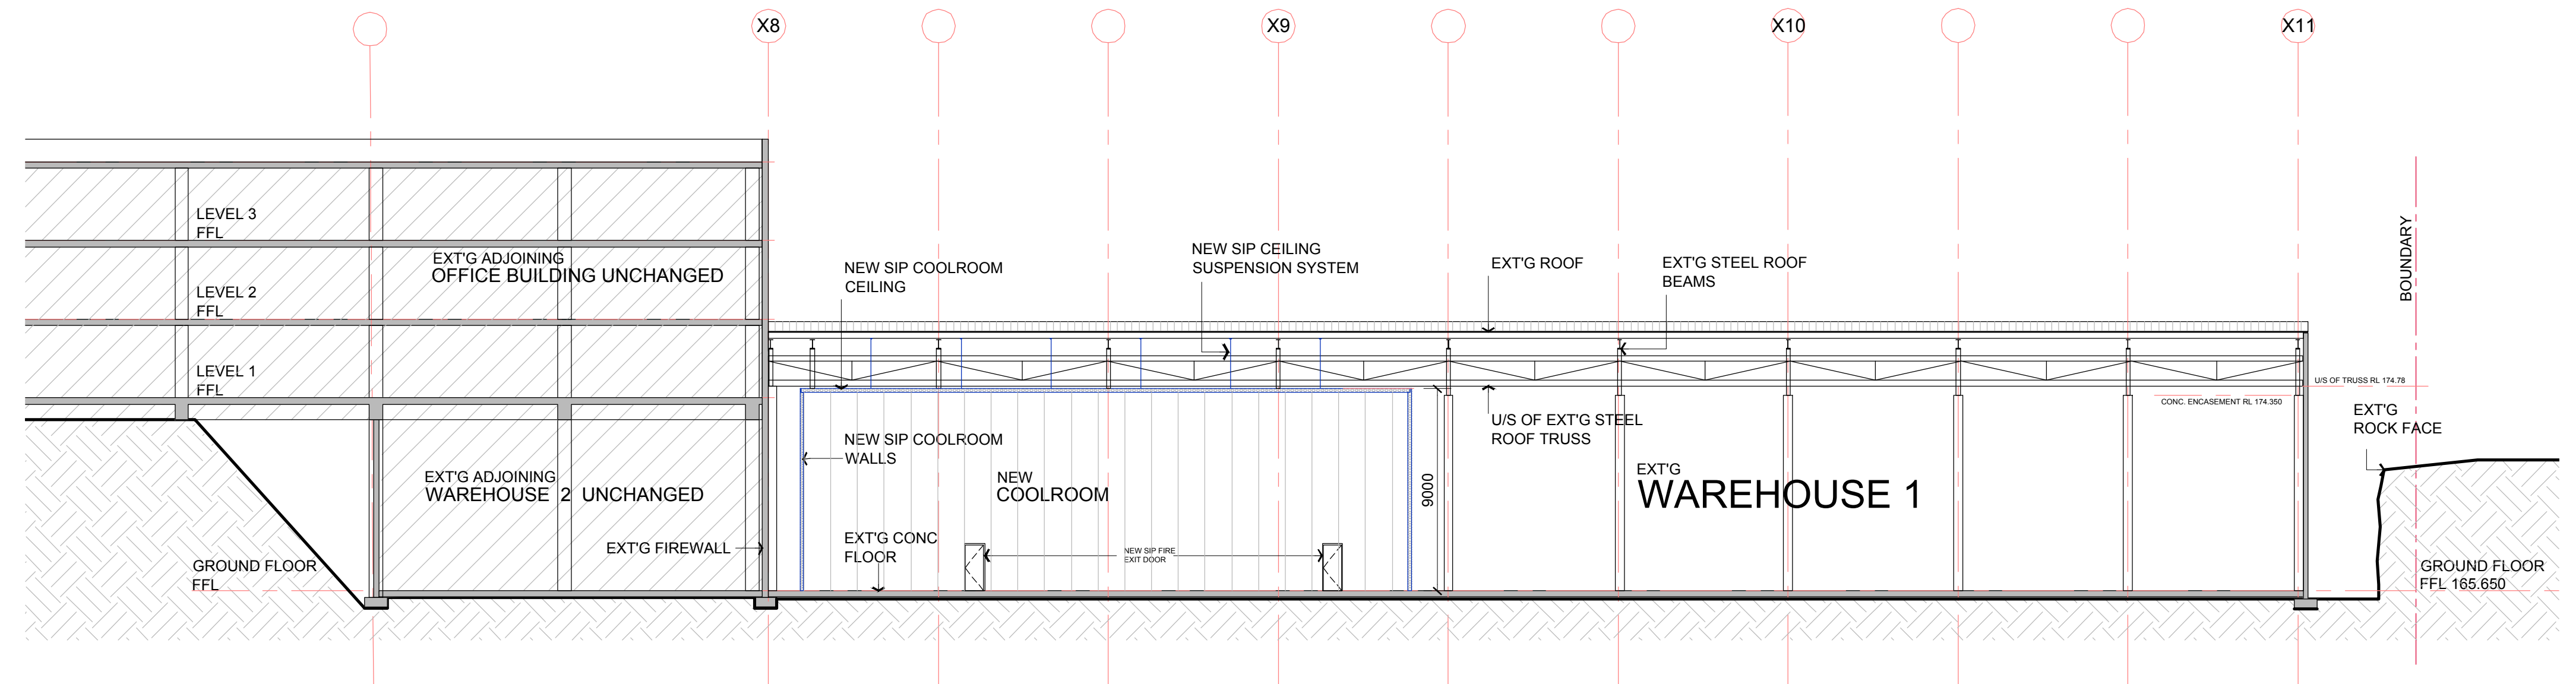 X8
X9
X10
X11
LEVEL 3
FFL
EXT'G ADJOINING
OFFICE BUILDING UNCHANGED
LEVEL 2
FFL
LEVEL 1
FFL
NEW SIP COOLROOM
CEILING
NEW SIP CEILING
SUSPENSION SYSTEM
EXT'G ROOF
EXT'G STEEL ROOF
BEAMS
BOUNDARY
U/S OF TRUSS RL 174.78
CONC. ENCASEMENT RL 174.350
EXT'G
ROCK FACE
U/S OF EXT'G STEEL
ROOF TRUSS
NEW SIP COOLROOM
WALLS
EXT'G ADJOINING
WAREHOUSE 2 UNCHANGED
NEW
COOLROOM
9000
EXT'G
WAREHOUSE 1
EXT'G FIREWALL
EXT'G CONC
FLOOR
NEW SIP FIRE
EXIT DOOR
GROUND FLOOR
FFL
GROUND FLOOR
FFL 165.650